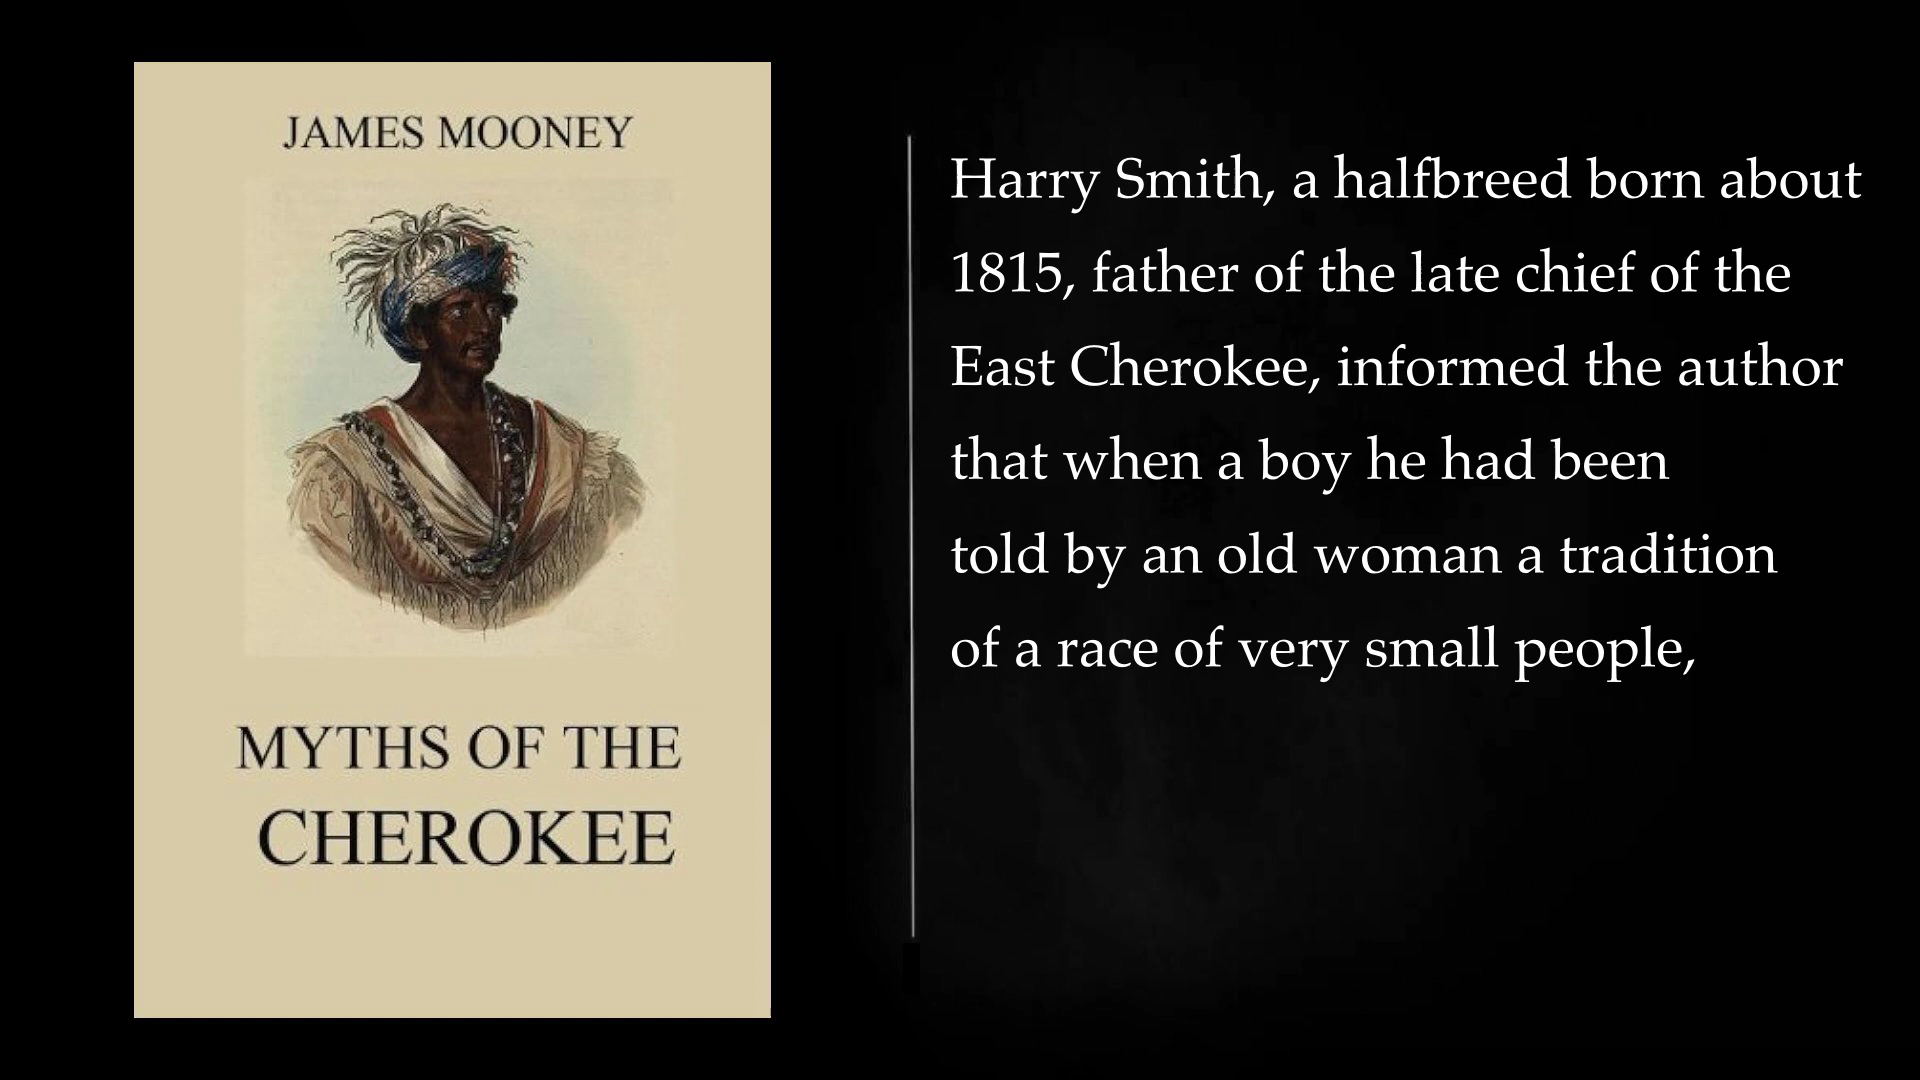 JAMES MOONEY
MYTHS OF THE
CHEROKEE
Harry Smith, a halfbreed born about
1815, father of the late chief of the
East Cherokee, informed the author
that when a boy he had been
told by an old woman a tradition
of a race of very small people,